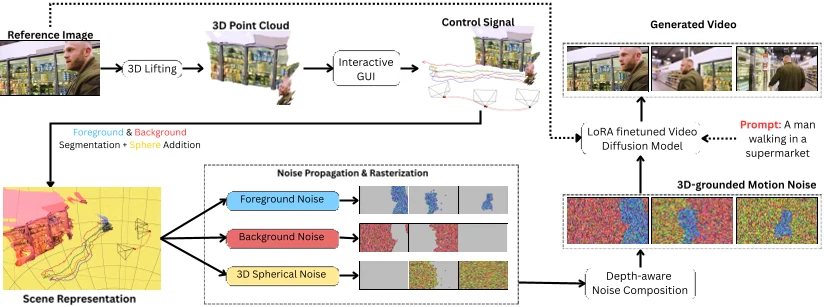 Reference Image
3D Point Cloud
Control Signal
Generated Video
3D Lifting
Interactive
GUI
LoRA finetuned Video
Diffusion Model
Prompt: A man
walking in a
supermarket
Foreground & Background
Segmentation + Sphere Addition
Noise Propagation & Rasterization
3D-grounded Motion Noise
Foreground Noise
Background Noise
3D Spherical Noise
Depth-aware
Noise Composition
Scene Representation